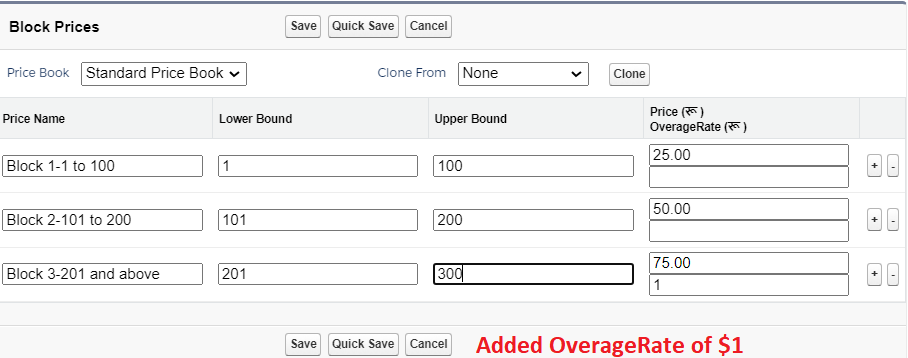 Block Prices Save Quick Save Cancel
Price Book Standard Price Book Clone From None Clone
Price Name Lower Bound Upper Bound Price (रू )
OverageRate (रू )
Block 1-1 to 100 1 100 25.00 + -
Block 2-101 to 200 101 200 50.00 + -
Block 3-201 and above 201 300 75.00 + -
1
Save Quick Save Cancel Added OverageRate of $1